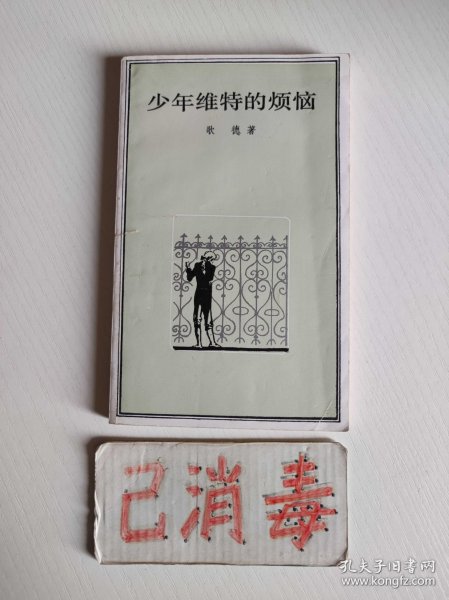 少年维特的烦恼
歌 德著
己消毒
孔夫子旧书网
www.kongfz.com